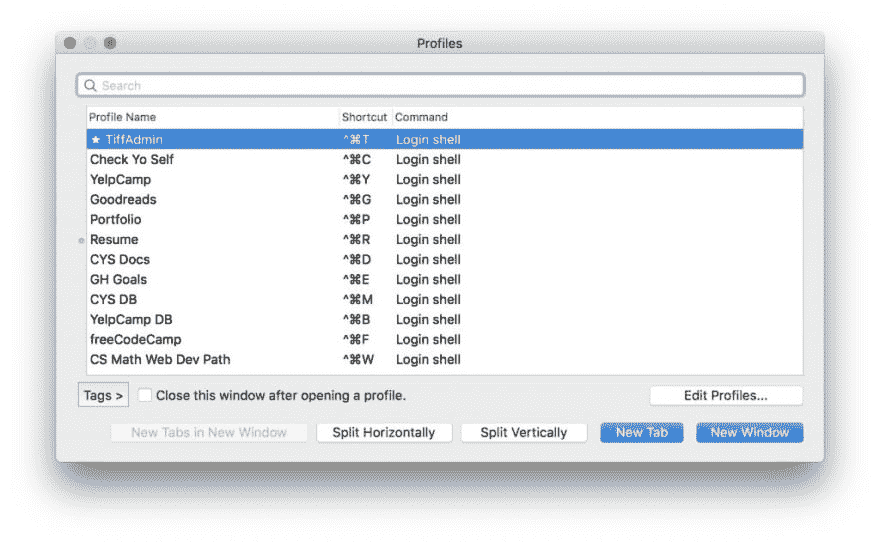 Profiles
Search
Profile Name Shortcut Command
★ TiffAdmin ^⌘T Login shell
Check Yo Self ^⌘C Login shell
YelpCamp ^⌘Y Login shell
Goodreads ^⌘G Login shell
Portfolio ^⌘P Login shell
Resume ^⌘R Login shell
CYS Docs ^⌘D Login shell
GH Goals ^⌘E Login shell
CYS DB ^⌘M Login shell
YelpCamp DB ^⌘B Login shell
freeCodeCamp ^⌘F Login shell
CS Math Web Dev Path ^⌘W Login shell
Tags > Close this window after opening a profile. Edit Profiles...
New Tabs in New Window Split Horizontally Split Vertically New Tab New Window